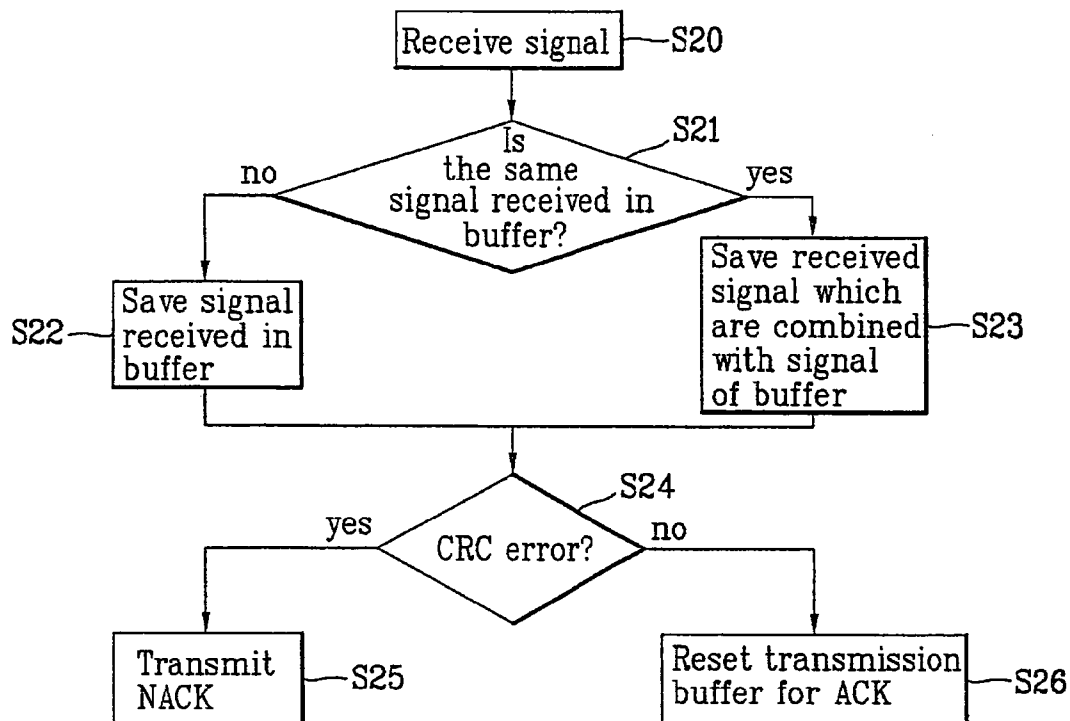 Receive signal
S20
Is
the same
signal received in
buffer?
S21
no
yes
Save signal
received in
buffer
S22
Save received
signal which
are combined
with signal
of buffer
S23
CRC error?
S24
yes
no
Transmit
NACK
S25
Reset transmission
buffer for ACK
S26